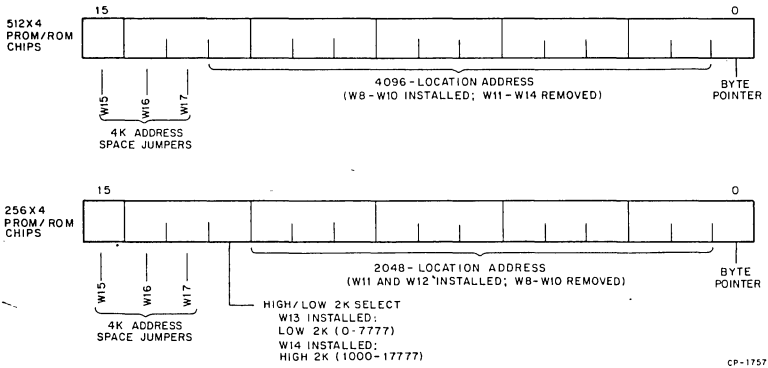 15
0
512X4
PROM/ROM
CHIPS
W15
W16
W17
4096-LOCATION ADDRESS
(W8-W10 INSTALLED; W11-W14 REMOVED)
BYTE
POINTER
4K ADDRESS
SPACE JUMPERS
15
0
256X4
PROM/ROM
CHIPS
W15
W16
W17
2048-LOCATION ADDRESS
(W11 AND W12 INSTALLED; W8-W10 REMOVED)
BYTE
POINTER
4K ADDRESS
SPACE JUMPERS
HIGH/LOW 2K SELECT
W13 INSTALLED:
LOW 2K (0-7777)
W14 INSTALLED:
HIGH 2K (1000-17777)
CP-1757